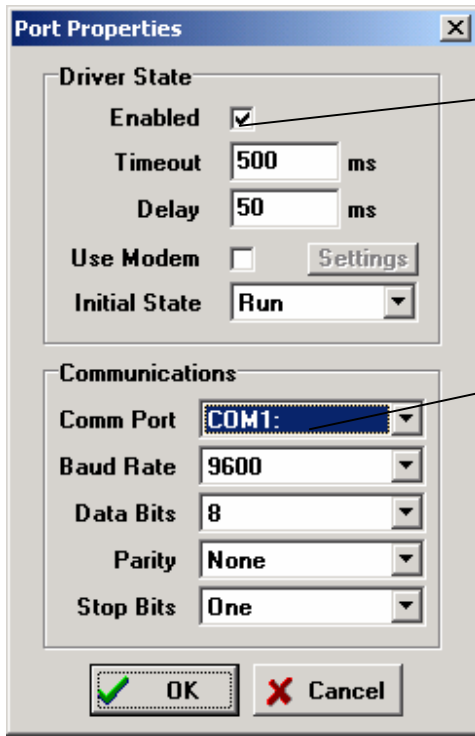 Port Properties
Driver State
Enabled
Timeout 500 ms
Delay 50 ms
Use Modem Settings
Initial State Run
Communications
Comm Port COM1:
Baud Rate 9600
Data Bits 8
Parity None
Stop Bits One
OK Cancel